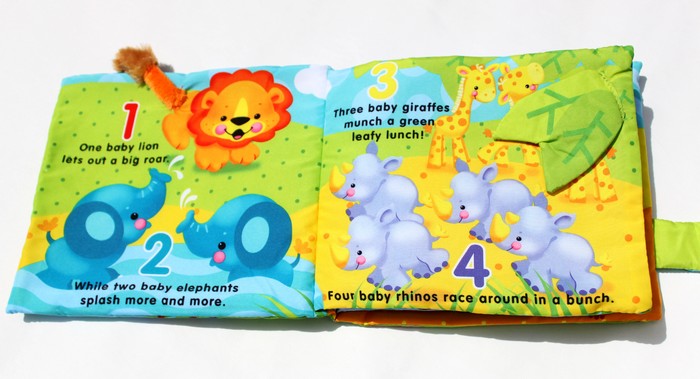 1
One baby lion
lets out a big roar,
2
While two baby elephants
splash more and more.
3
Three baby giraffes
munch a green
leafy lunch!
4
Four baby rhinos race around in a bunch.